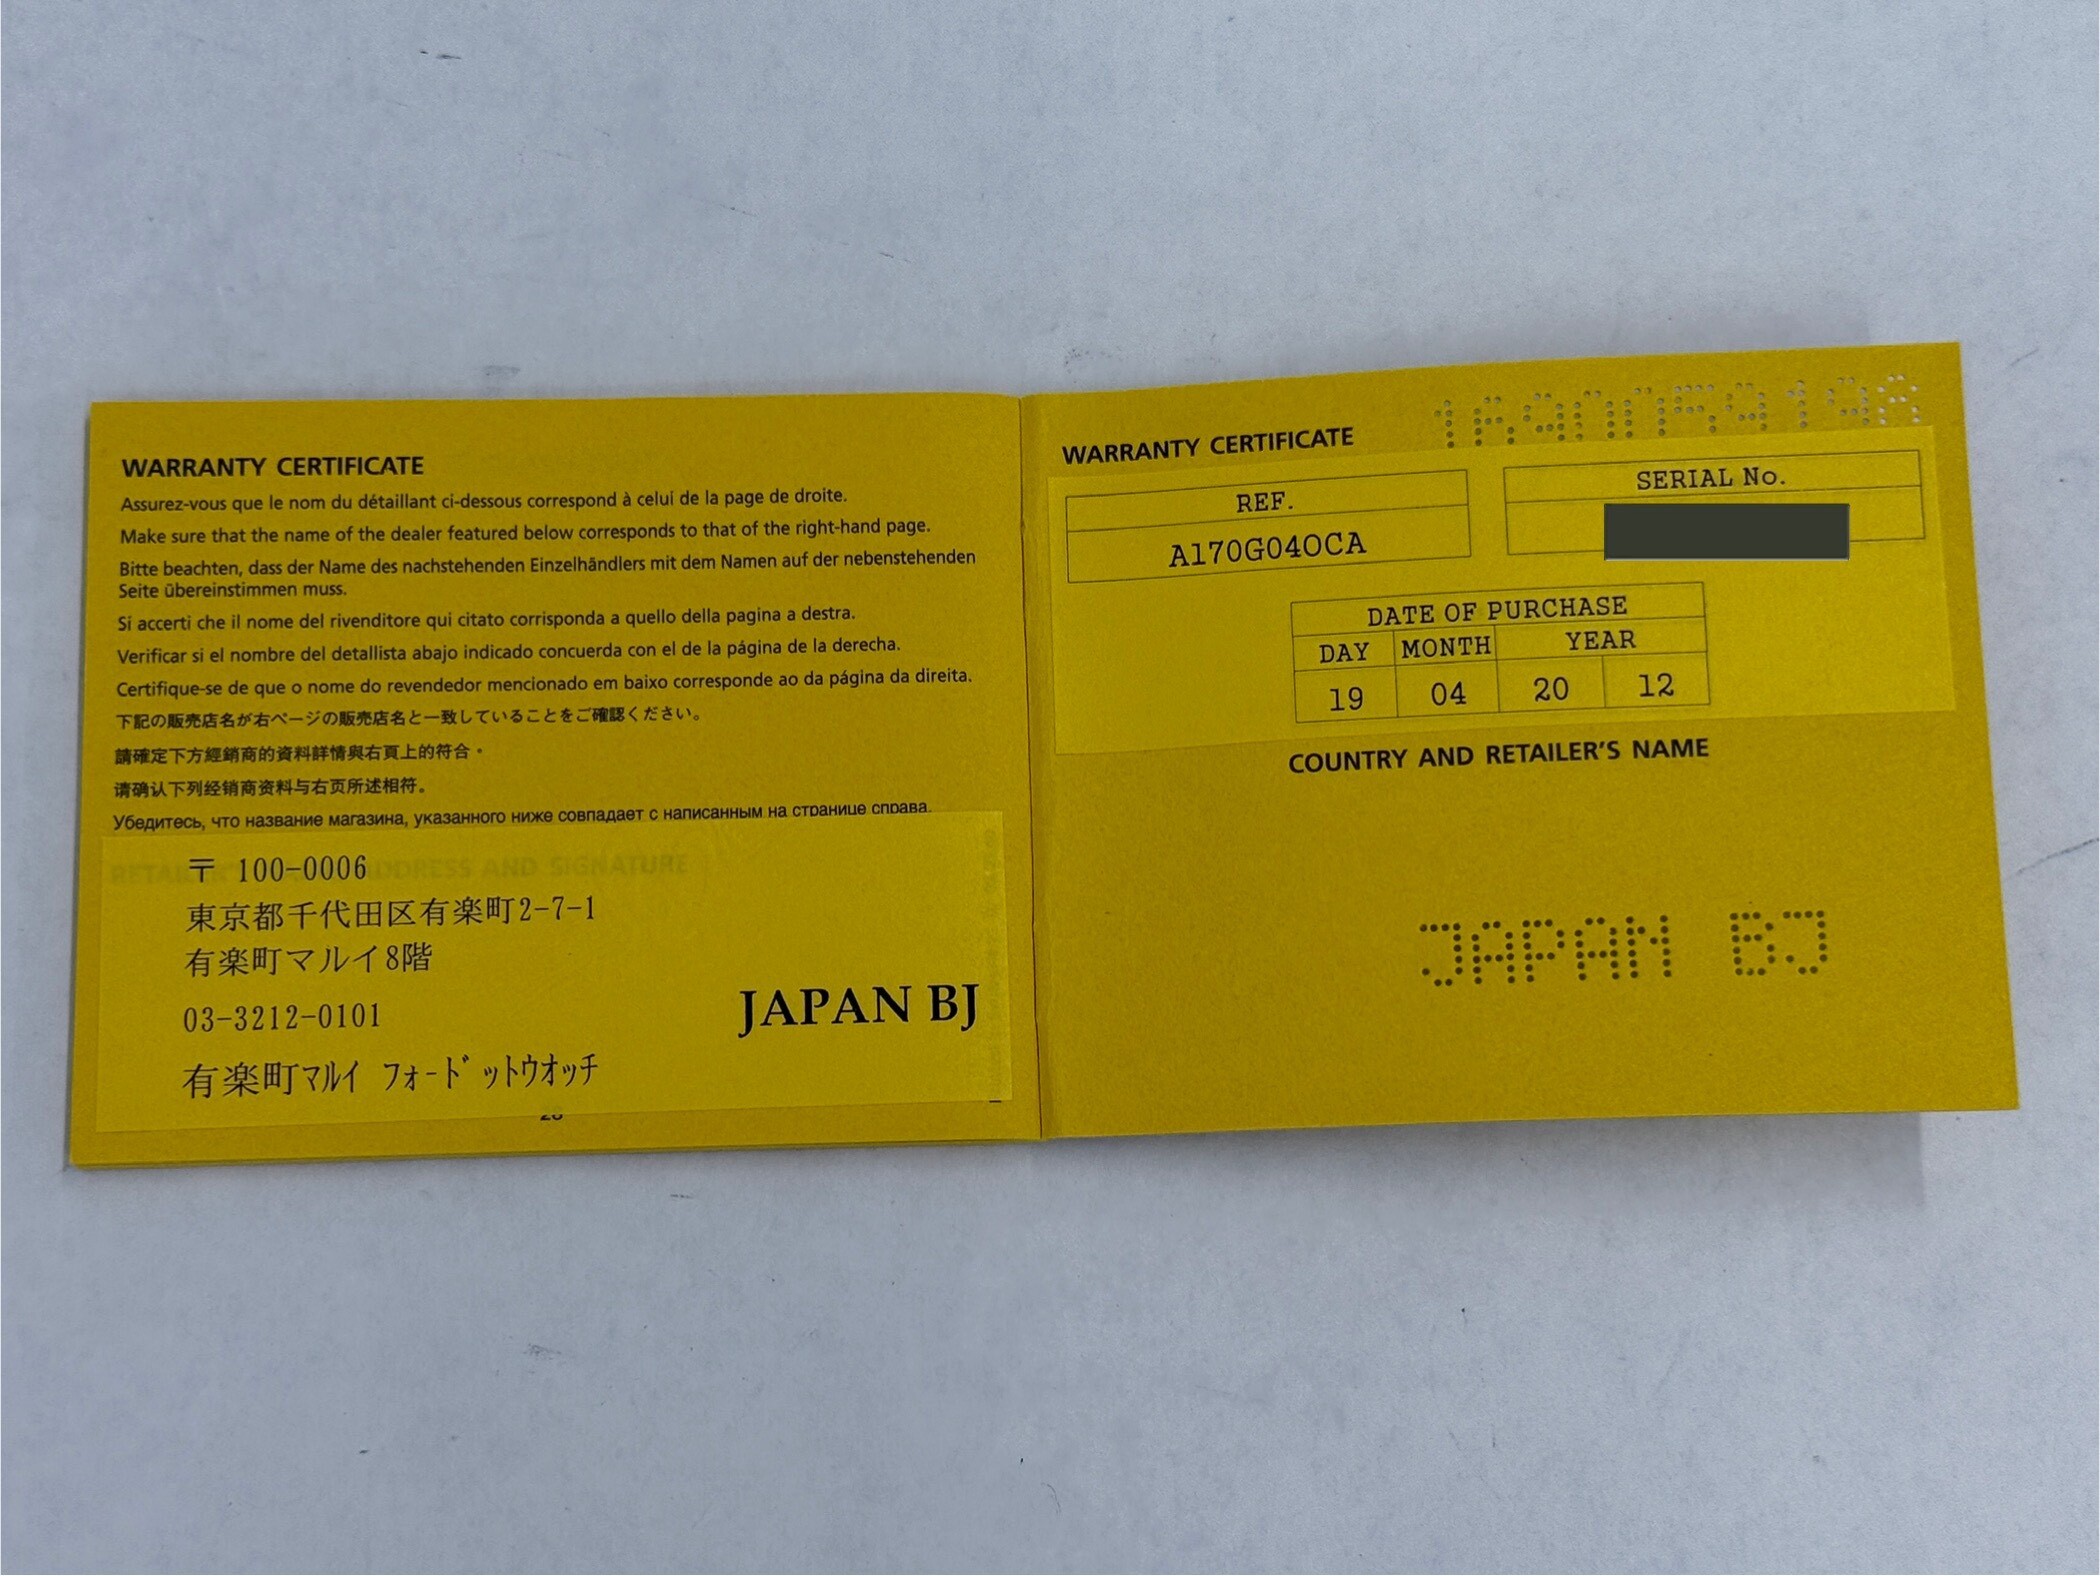 WARRANTY CERTIFICATE
Assurez-vous que le nom du détaillant ci-dessous correspond à celui de la page de droite.
Make sure that the name of the dealer featured below corresponds to that of the right-hand page.
Bitte beachten, dass der Name des nachstehenden Einzelhändlers mit dem Namen auf der nebenstehenden
Seite übereinstimmen muss.
Si accerti che il nome del rivenditore qui citato corrisponda a quello della pagina a destra.
Verificar si el nombre del detallista abajo indicado concuerda con el de la página de la derecha.
Certifique-se de que o nome do revendedor mencionado em baixo corresponde ao da página da direita.
下記の販売店名が右ページの販売店名と一致していることをご確認ください。
請確定下方經銷商的資料詳情與右頁上的符合。
请确认下列经销商资料与右页所述相符。
Убедитесь, что название магазина, указанного ниже совпадает с написанным на странице справа.
ADDRESS AND SIGNATURE
〒 100-0006
東京都千代田区有楽町2-7-1
有楽町マルイ8階
03-3212-0101
JAPAN BJ
有楽町ﾏﾙｲ ﾌｫｰﾄﾞｯﾄｳｵｯﾁ
WARRANTY CERTIFICATE
REF.
A170G04OCA
SERIAL No.
DATE OF PURCHASE
DAY MONTH YEAR
19 04 20 12
COUNTRY AND RETAILER'S NAME
JAPAN BJ